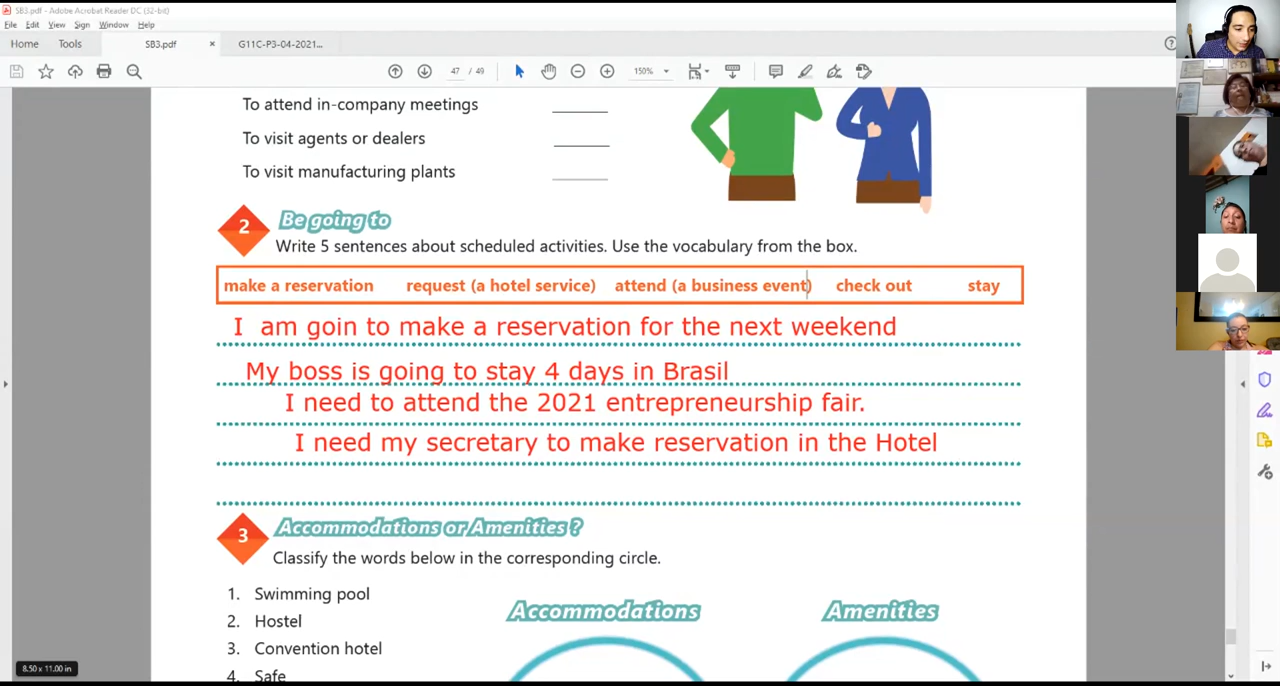 SB3.pdf - Adobe Acrobat Reader DC (32-bit)
File Edit View Sign Window Help
Home Tools SB3.pdf × G11C-P3-04-2021... ?
47 / 49 150%
To attend in-company meetings ______
To visit agents or dealers ______
To visit manufacturing plants ______
2 Be going to
Write 5 sentences about scheduled activities. Use the vocabulary from the box.
make a reservation request (a hotel service) attend (a business event) check out stay
I am goin to make a reservation for the next weekend
My boss is going to stay 4 days in Brasil
I need to attend the 2021 entrepreneurship fair.
I need my secretary to make reservation in the Hotel
3 Accommodations or Amenities ?
Classify the words below in the corresponding circle.
1. Swimming pool
2. Hostel
3. Convention hotel
4. Safe
Accommodations Amenities
8.50 x 11.00 in